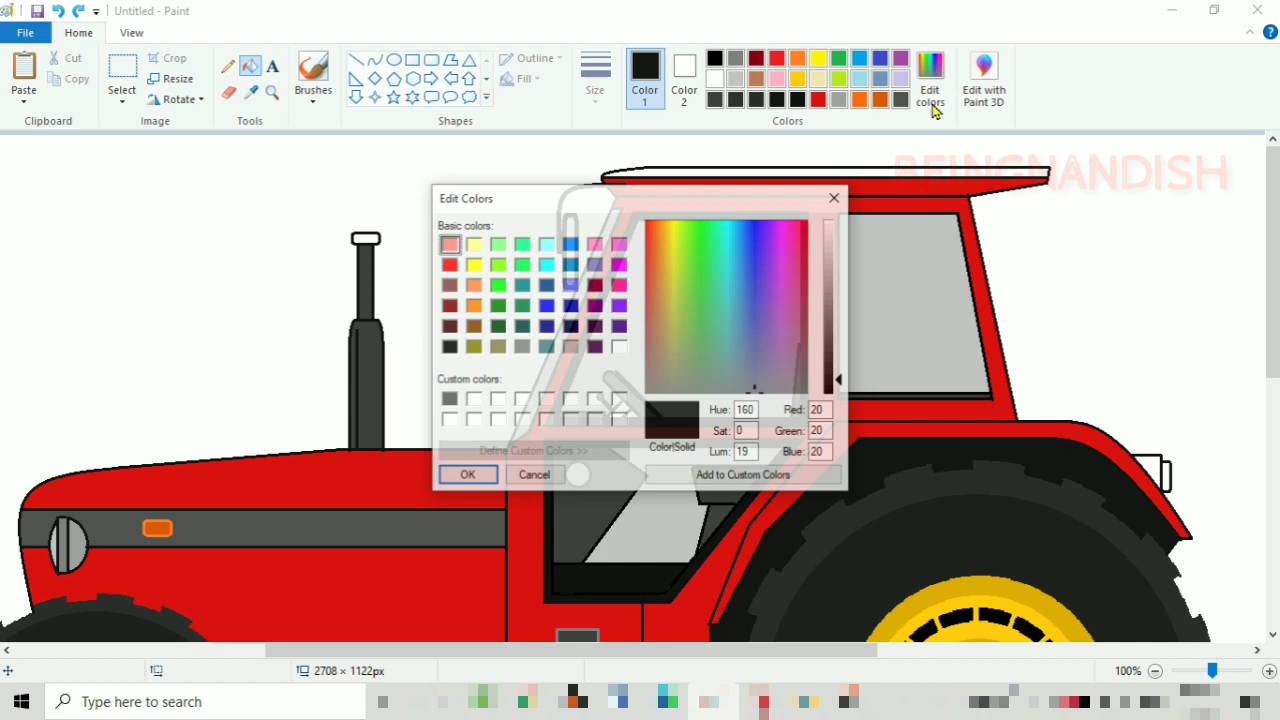 Untitled - Paint
File Home View
Paste
Cut
Copy
Clipboard
Select
Crop
Resize
Rotate
Image
A
Tools
Brushes
Outline
Fill
Shapes
Size
Color 1
Color 2
Edit colors
Colors
Edit with Paint 3D
BEINGNANDISH
Edit Colors
Basic colors:
Custom colors:
Define Custom Colors >>
OK Cancel
Color|Solid
Hue: 160 Red: 20
Sat: 0 Green: 20
Lum: 19 Blue: 20
Add to Custom Colors
2708 × 1122px
100%
Type here to search